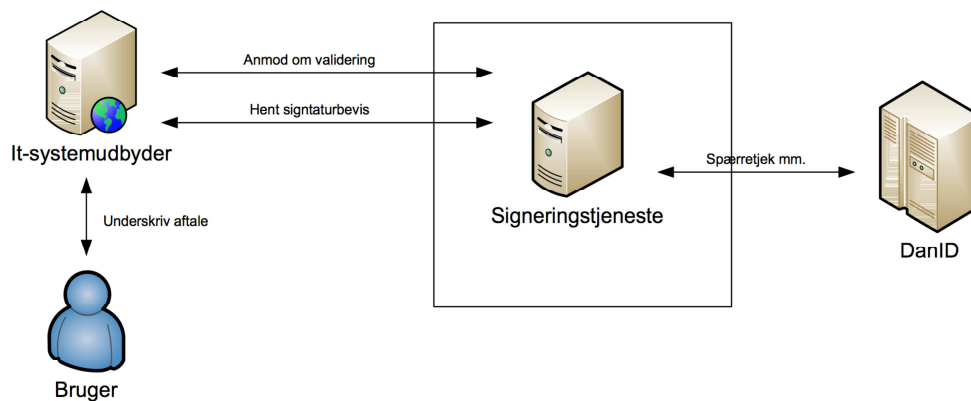 Anmod om validering
Hent signtaturbevis
It-systemudbyder
Spærretjek mm.
Signeringstjeneste
Underskriv aftale
DanID
Bruger